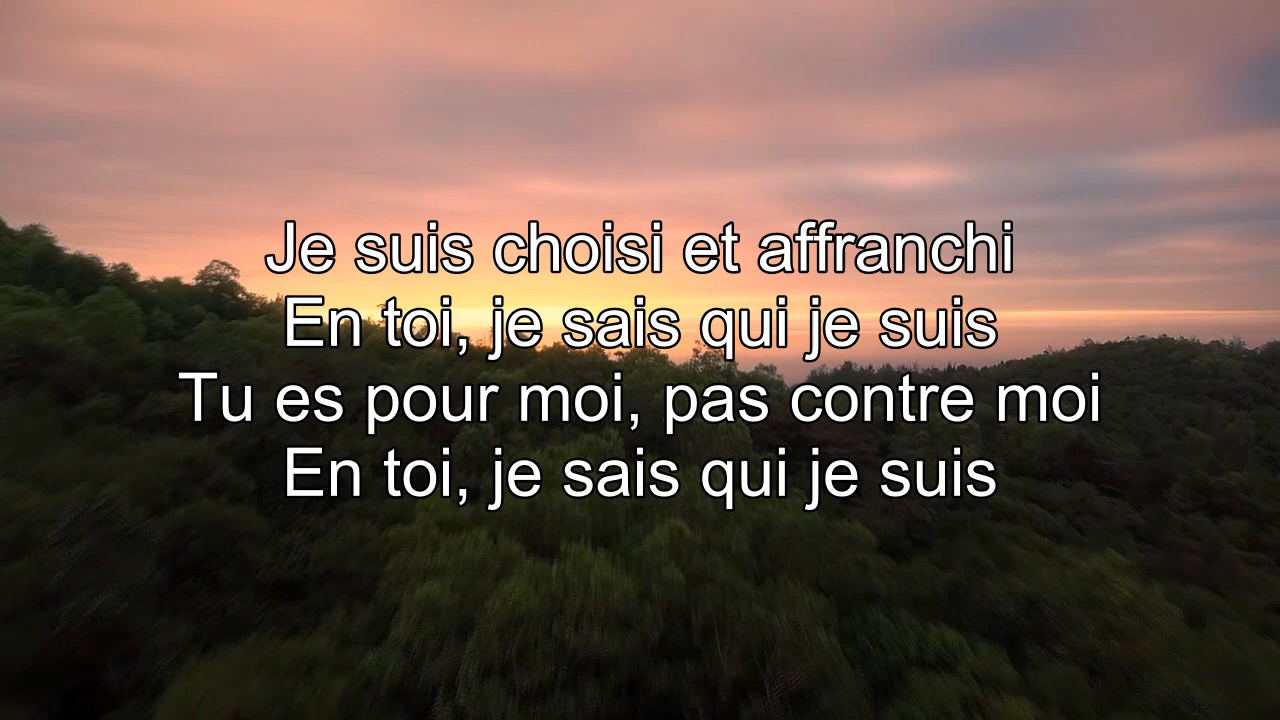 Je suis choisi et affranchi
En toi, je sais qui je suis
Tu es pour moi, pas contre moi
En toi, je sais qui je suis